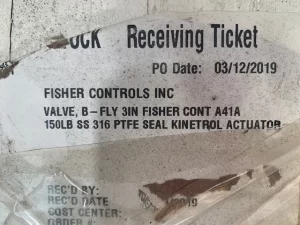 OCK Receiving Ticket
PO Date: 03/12/2019
FISHER CONTROLS INC
VALVE, B-FLY 3IN FISHER CONT A41A
150LB SS 316 PTFE SEAL KINETROL ACTUATOR
REC'D BY:
REC'D DATE 2019
COST CENTER:
ORDER #: